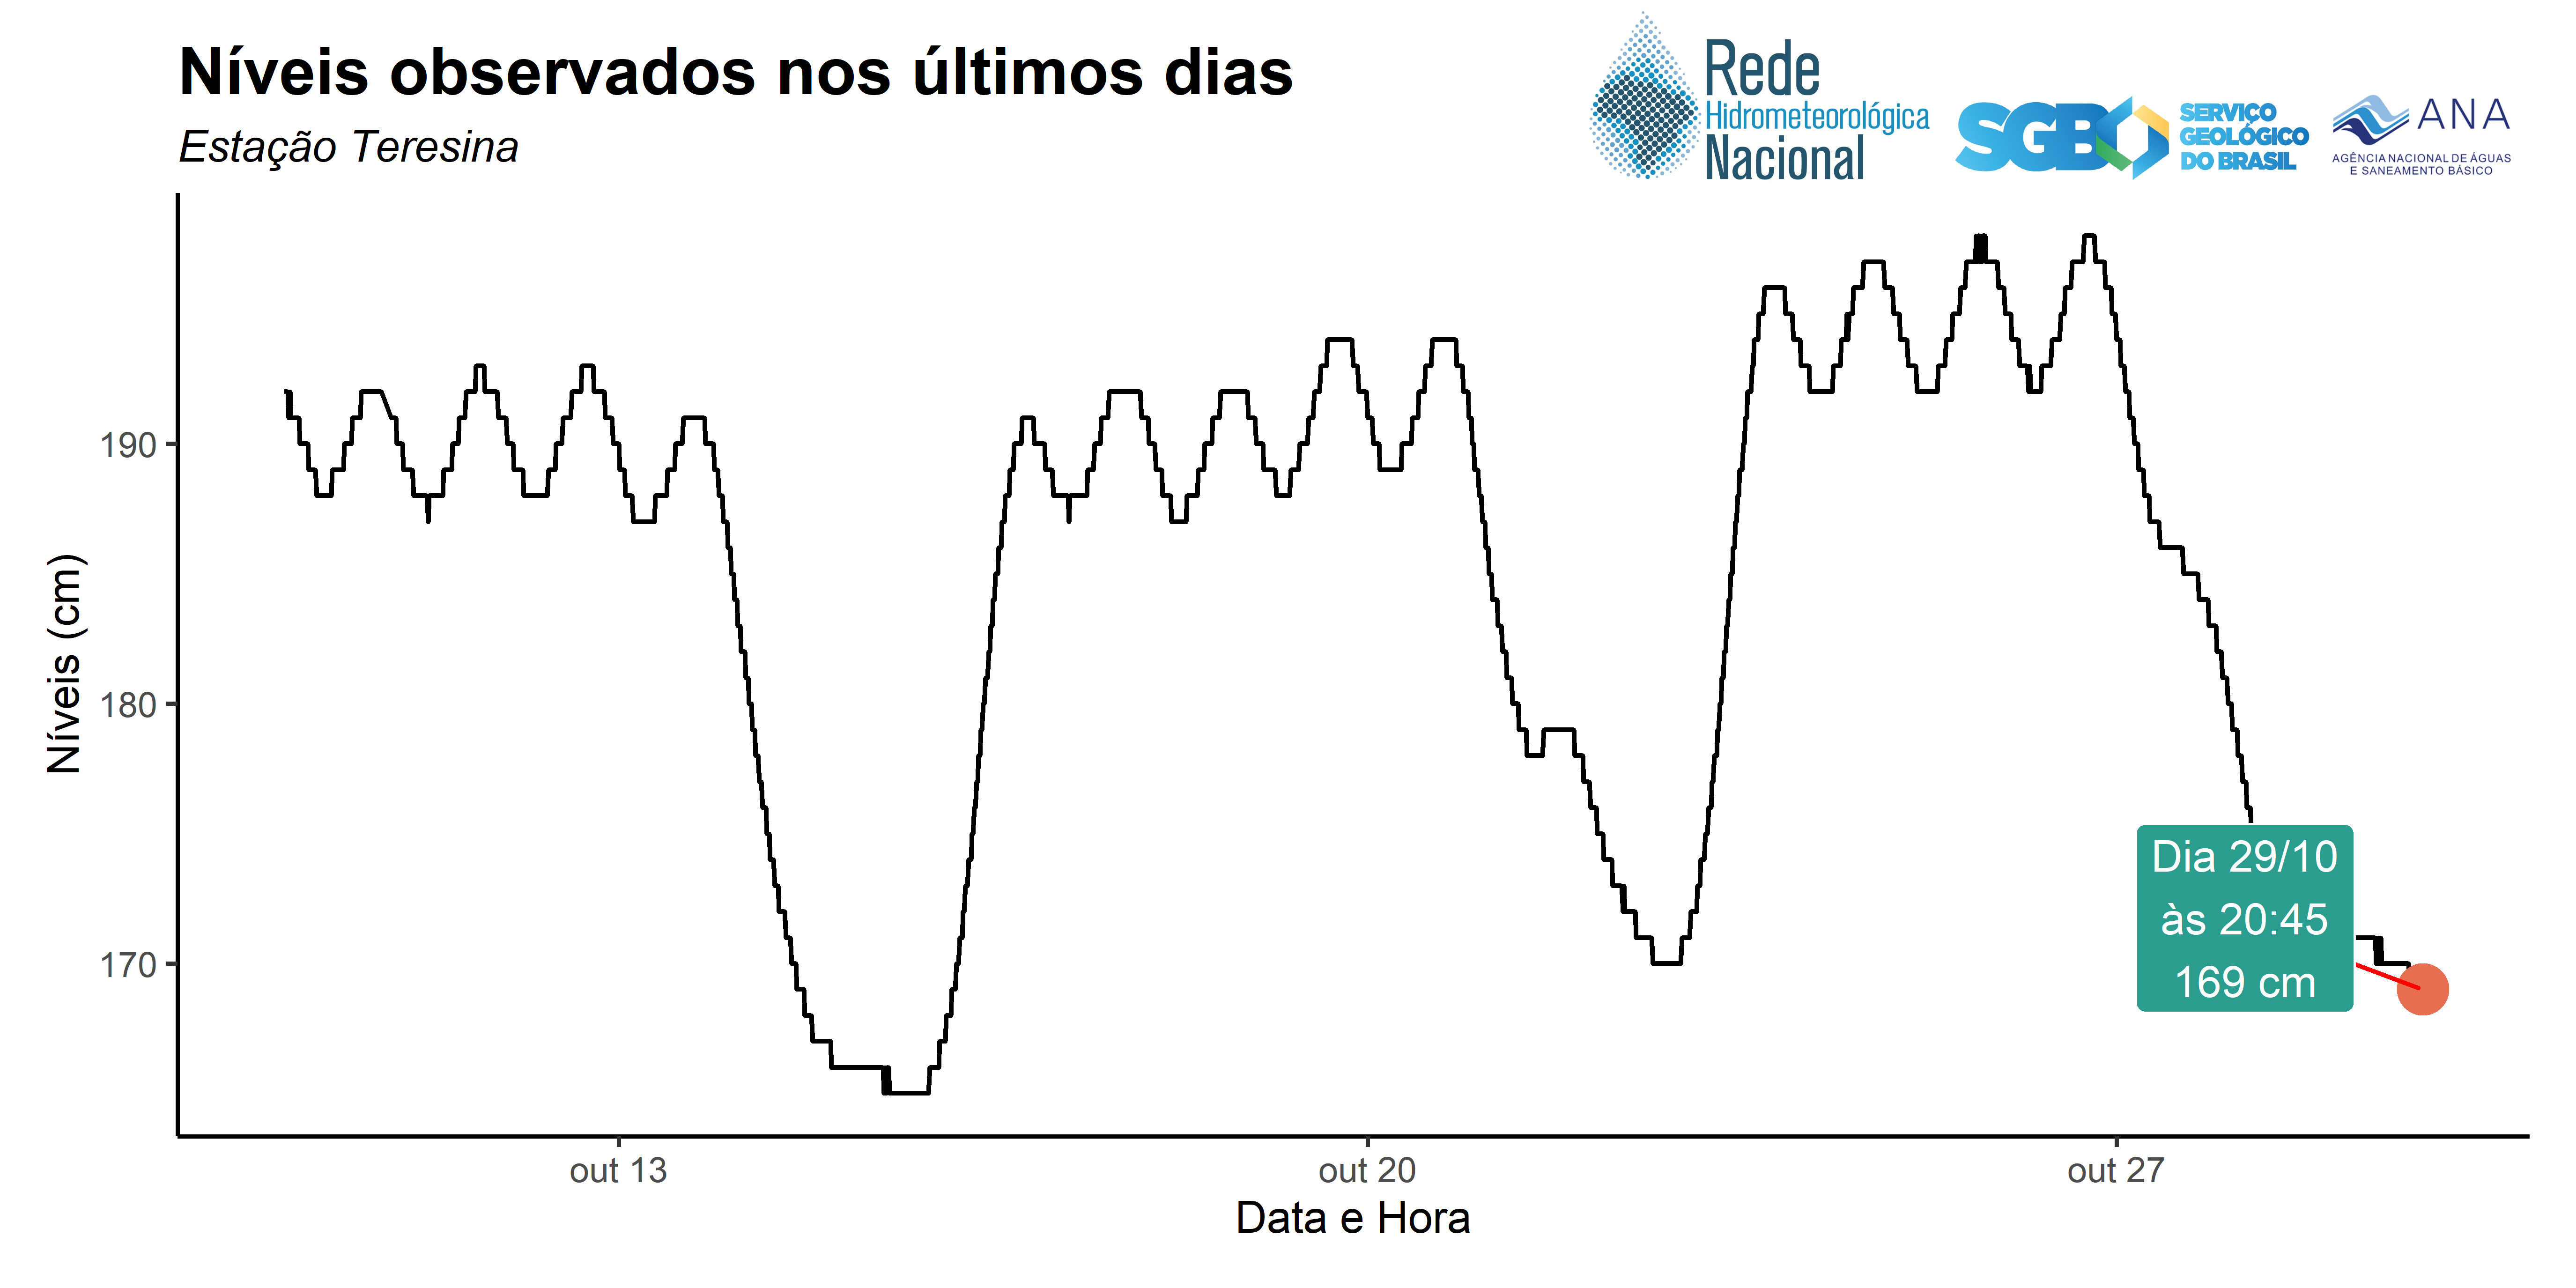 Níveis observados nos últimos dias
Estação Teresina
Rede
Hidrometeorológica
Nacional
SGB
SERVIÇO
GEOLÓGICO
DO BRASIL
ANA
AGÊNCIA NACIONAL DE ÁGUAS
E SANEAMENTO BÁSICO
Níveis (cm)
190
180
170
Dia 29/10
às 20:45
169 cm
out 13
out 20
out 27
Data e Hora